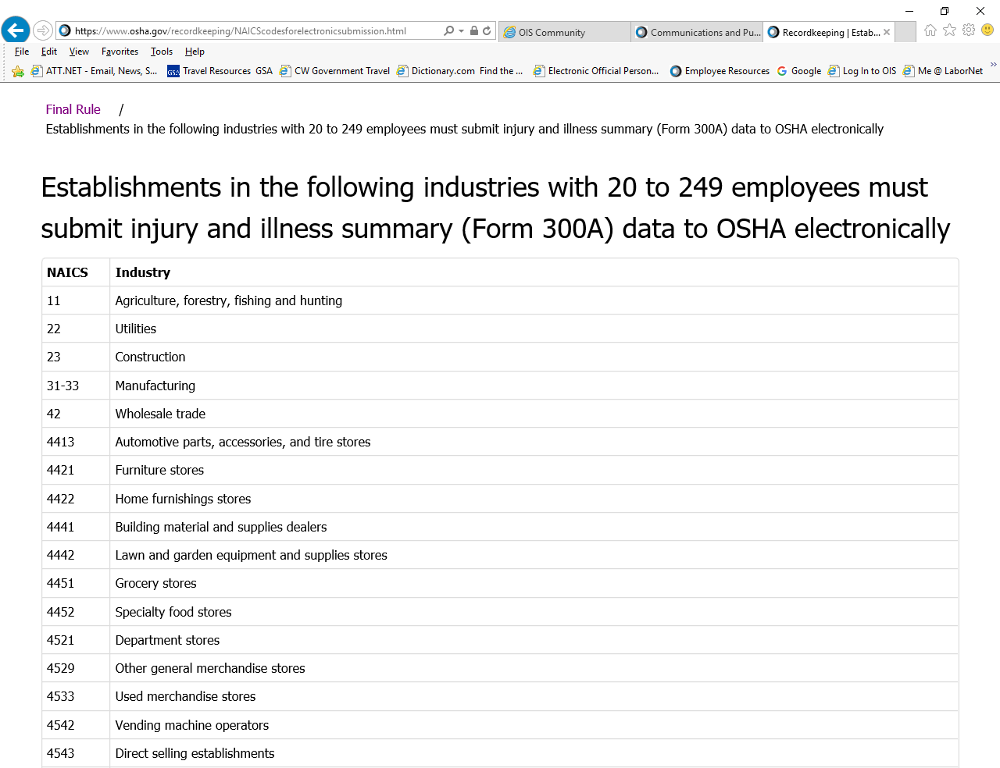 https://www.osha.gov/recordkeeping/NAICScodesforelectronicsubmission.html
OIS Community
Communications and Pu...
Recordkeeping | Estab...
File Edit View Favorites Tools Help
ATT.NET - Email, News, S... GSA Travel Resources GSA CW Government Travel Dictionary.com Find the ... Electronic Official Person... Employee Resources Google Log In to OIS Me @ LaborNet
Final Rule /
Establishments in the following industries with 20 to 249 employees must submit injury and illness summary (Form 300A) data to OSHA electronically
Establishments in the following industries with 20 to 249 employees must
submit injury and illness summary (Form 300A) data to OSHA electronically
NAICS Industry
11 Agriculture, forestry, fishing and hunting
22 Utilities
23 Construction
31-33 Manufacturing
42 Wholesale trade
4413 Automotive parts, accessories, and tire stores
4421 Furniture stores
4422 Home furnishings stores
4441 Building material and supplies dealers
4442 Lawn and garden equipment and supplies stores
4451 Grocery stores
4452 Specialty food stores
4521 Department stores
4529 Other general merchandise stores
4533 Used merchandise stores
4542 Vending machine operators
4543 Direct selling establishments